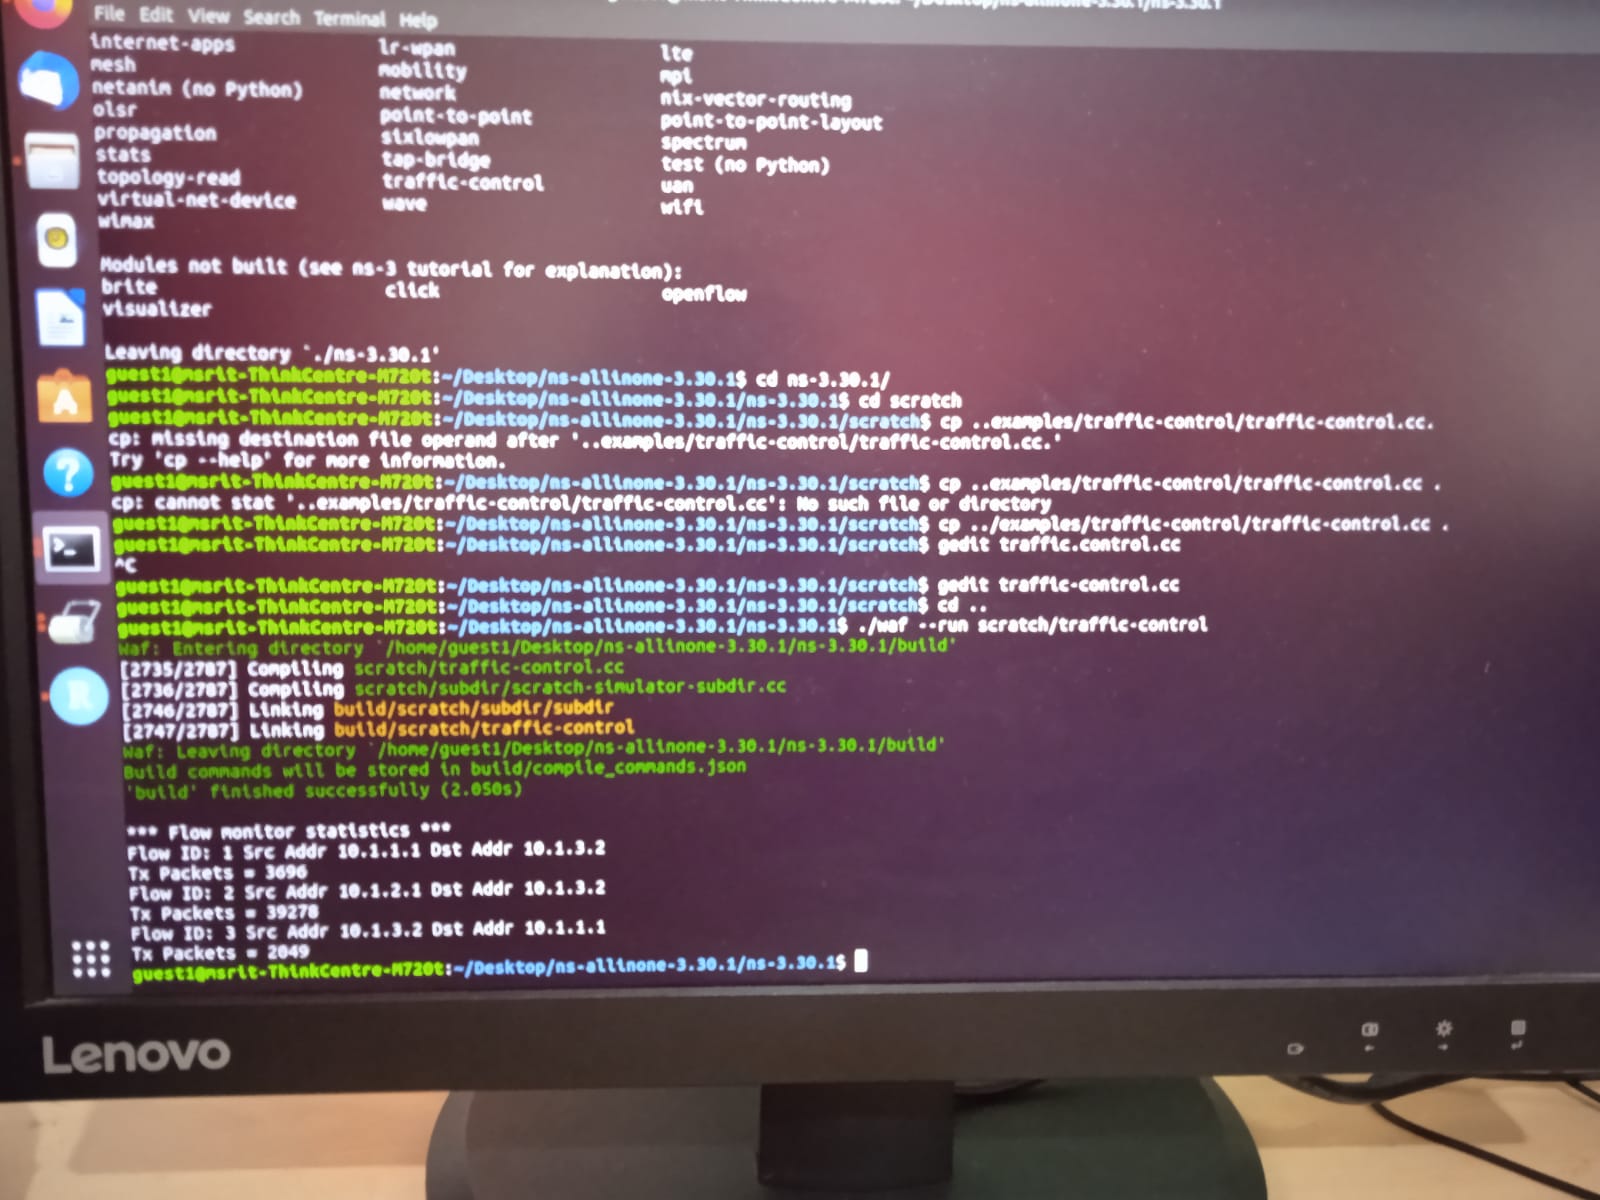 File Edit View Search Terminal Help
internet-apps lr-wpan lte
mesh mobility mpi
netanim (no Python) network nix-vector-routing
olsr point-to-point point-to-point-layout
propagation sixlowpan spectrum
stats tap-bridge test (no Python)
topology-read traffic-control uan
virtual-net-device wave wifi
wimax
Modules not built (see ns-3 tutorial for explanation):
brite click openflow
visualizer
Leaving directory `./ns-3.30.1'
guest1@msrit-ThinkCentre-M720t:~/Desktop/ns-allinone-3.30.1$ cd ns-3.30.1/
guest1@msrit-ThinkCentre-M720t:~/Desktop/ns-allinone-3.30.1/ns-3.30.1$ cd scratch
guest1@msrit-ThinkCentre-M720t:~/Desktop/ns-allinone-3.30.1/ns-3.30.1/scratch$ cp ..examples/traffic-control/traffic-control.cc.
cp: missing destination file operand after '..examples/traffic-control/traffic-control.cc.'
Try 'cp --help' for more information.
guest1@msrit-ThinkCentre-M720t:~/Desktop/ns-allinone-3.30.1/ns-3.30.1/scratch$ cp ..examples/traffic-control/traffic-control.cc .
cp: cannot stat '..examples/traffic-control/traffic-control.cc': No such file or directory
guest1@msrit-ThinkCentre-M720t:~/Desktop/ns-allinone-3.30.1/ns-3.30.1/scratch$ cp ../examples/traffic-control/traffic-control.cc .
guest1@msrit-ThinkCentre-M720t:~/Desktop/ns-allinone-3.30.1/ns-3.30.1/scratch$ gedit traffic.control.cc
^C
guest1@msrit-ThinkCentre-M720t:~/Desktop/ns-allinone-3.30.1/ns-3.30.1/scratch$ gedit traffic-control.cc
guest1@msrit-ThinkCentre-M720t:~/Desktop/ns-allinone-3.30.1/ns-3.30.1/scratch$ cd ..
guest1@msrit-ThinkCentre-M720t:~/Desktop/ns-allinone-3.30.1/ns-3.30.1$ ./waf --run scratch/traffic-control
Waf: Entering directory `/home/guest1/Desktop/ns-allinone-3.30.1/ns-3.30.1/build'
[2735/2787] Compiling scratch/traffic-control.cc
[2736/2787] Compiling scratch/subdir/scratch-simulator-subdir.cc
[2746/2787] Linking build/scratch/subdir/subdir
[2747/2787] Linking build/scratch/traffic-control
Waf: Leaving directory `/home/guest1/Desktop/ns-allinone-3.30.1/ns-3.30.1/build'
Build commands will be stored in build/compile_commands.json
'build' finished successfully (2.050s)
*** Flow monitor statistics ***
Flow ID: 1 Src Addr 10.1.1.1 Dst Addr 10.1.3.2
Tx Packets = 3696
Flow ID: 2 Src Addr 10.1.2.1 Dst Addr 10.1.3.2
Tx Packets = 39278
Flow ID: 3 Src Addr 10.1.3.2 Dst Addr 10.1.1.1
Tx Packets = 2049
guest1@msrit-ThinkCentre-M720t:~/Desktop/ns-allinone-3.30.1/ns-3.30.1$
Lenovo